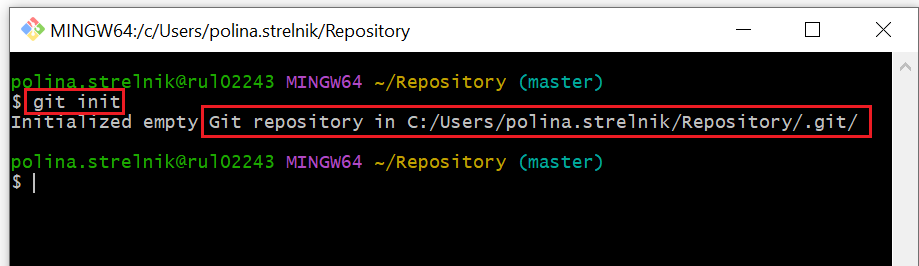 MINGW64:/c/Users/polina.strelnik/Repository
polina.strelnik@rul02243 MINGW64 ~/Repository (master)
$ git init
Initialized empty Git repository in C:/Users/polina.strelnik/Repository/.git/
polina.strelnik@rul02243 MINGW64 ~/Repository (master)
$